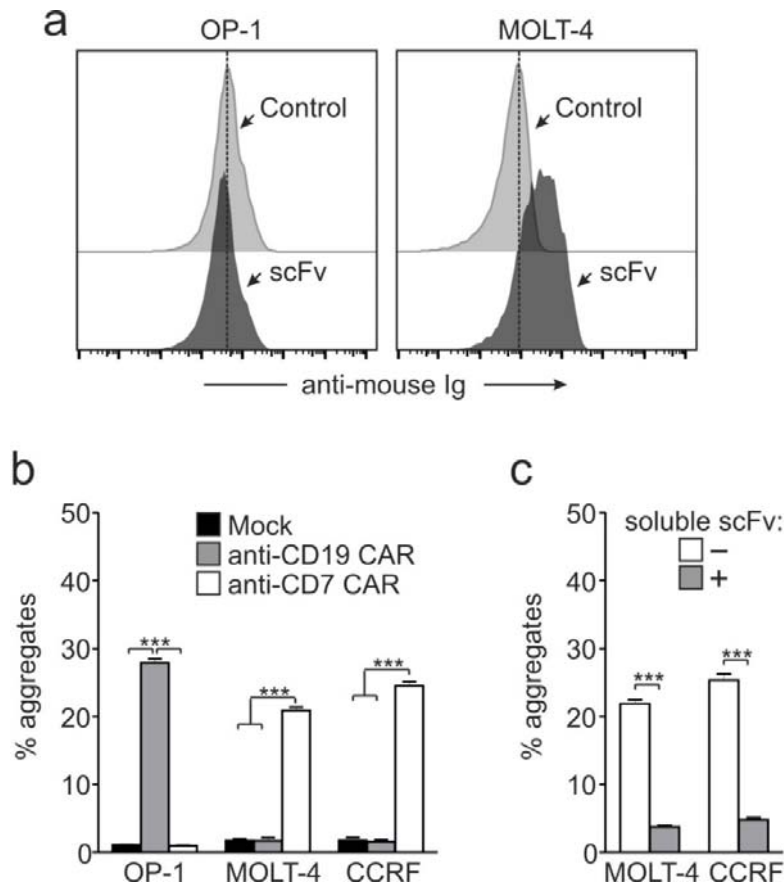 a
OP-1
MOLT-4
Control
Control
scFv
scFv
anti-mouse Ig
b
50
40
30
20
10
0
% aggregates
Mock
anti-CD19 CAR
anti-CD7 CAR
***
***
***
OP-1
MOLT-4
CCRF
c
50
40
30
20
10
0
% aggregates
soluble scFv:
−
+
***
***
MOLT-4
CCRF